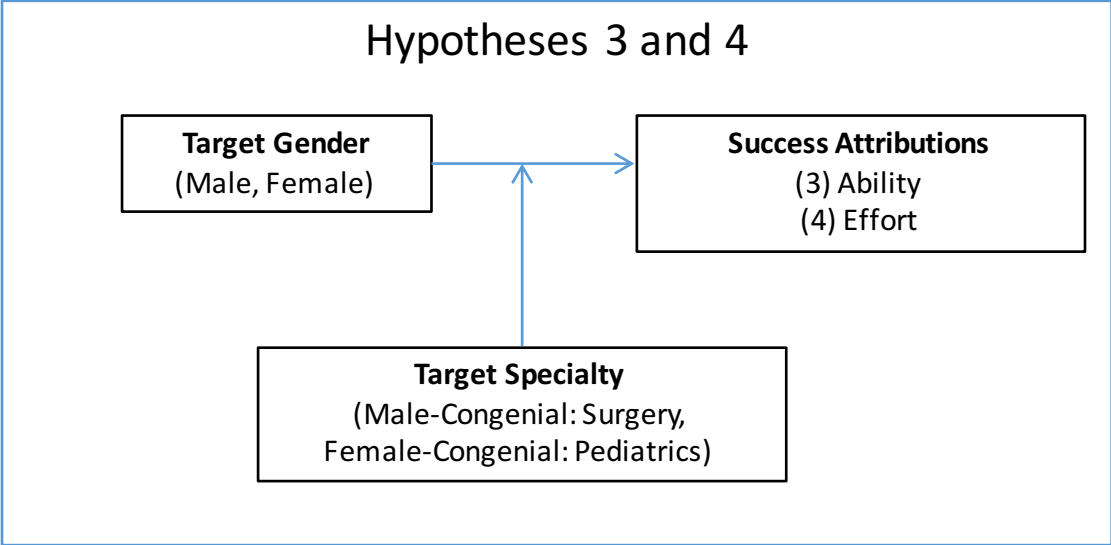 Hypotheses 3 and 4
Target Gender
(Male, Female)
Success Attributions
(3) Ability
(4) Effort
Target Specialty
(Male-Congenial: Surgery,
Female-Congenial: Pediatrics)